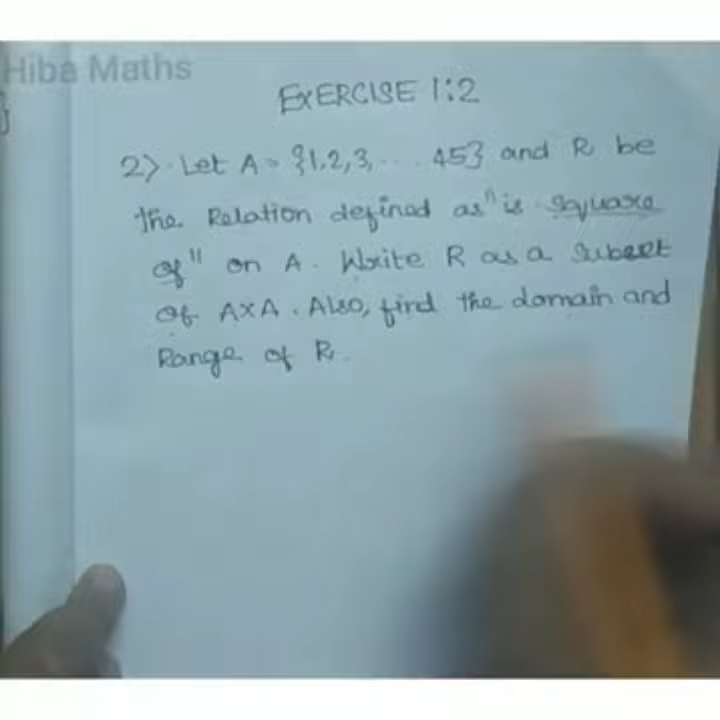 Hiba Maths
EXERCISE 1:2
2) Let A = {1,2,3,... 45} and R be
the Relation defined as "is square
of" on A. Write R as a subset
of A×A. Also, find the domain and
Range of R.